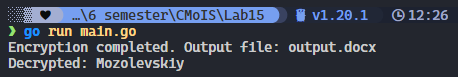 …\6 semester\CMoIS\Lab15 v1.20.1 12:26
❯ go run main.go
Encryption completed. Output file: output.docx
Decrypted: Mozolevskiy